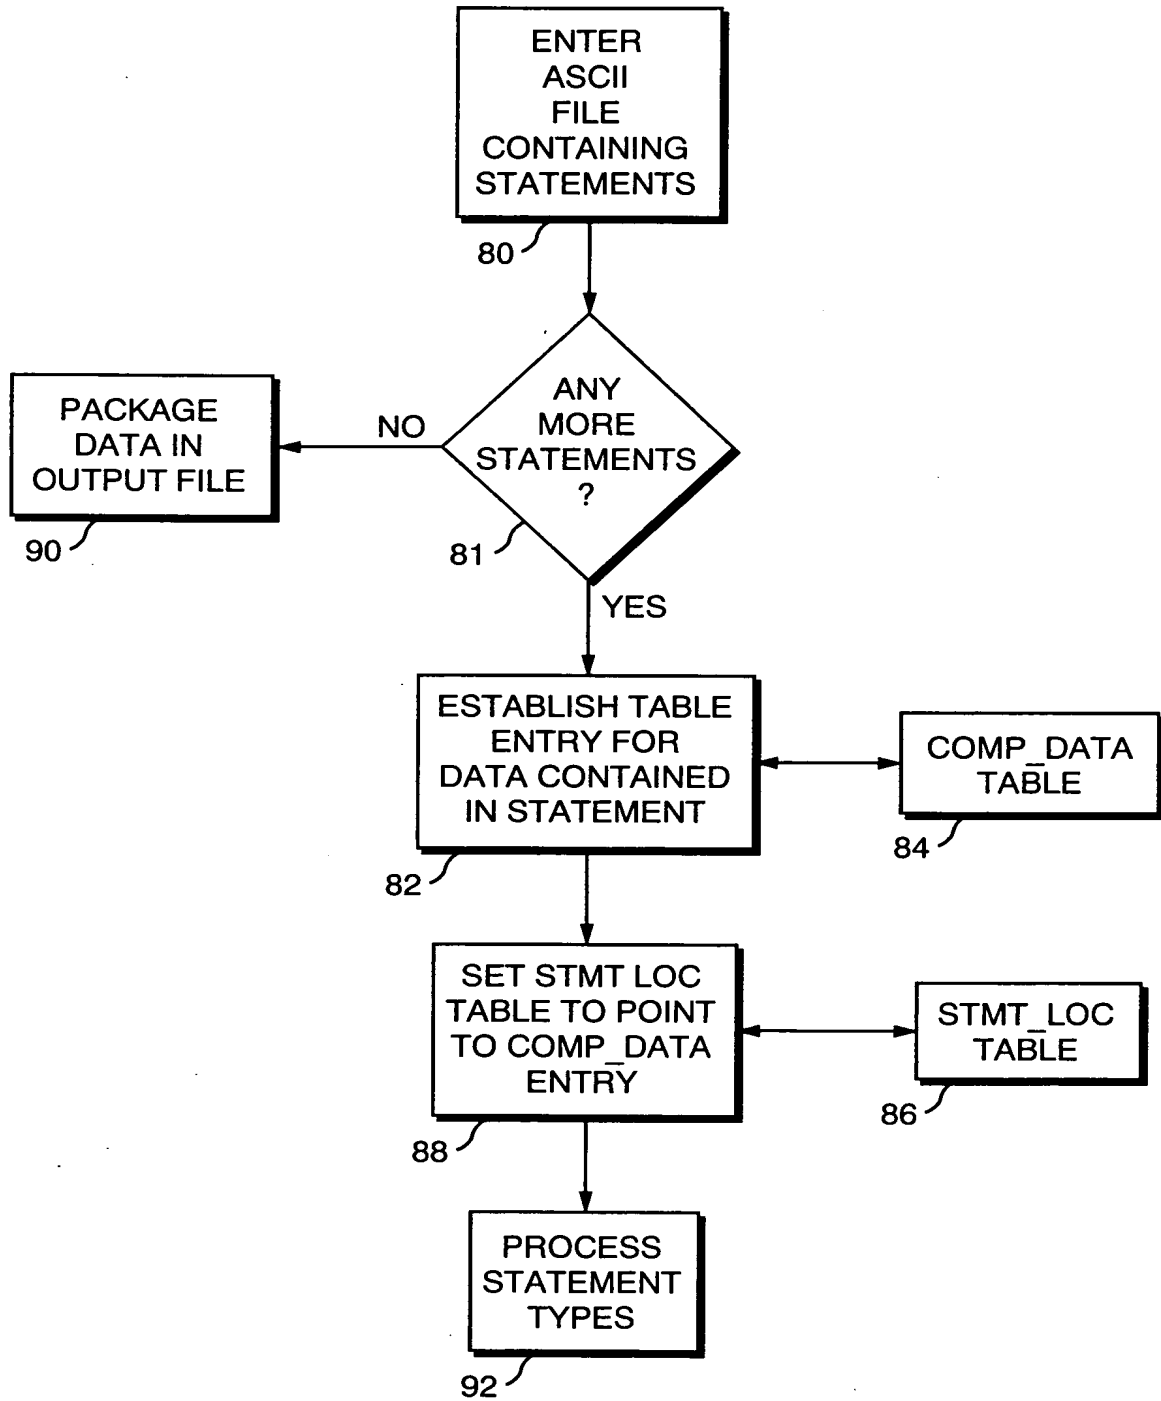 ENTER
ASCII
FILE
CONTAINING
STATEMENTS
80
ANY
MORE
STATEMENTS
?
81
NO
PACKAGE
DATA IN
OUTPUT FILE
90
YES
ESTABLISH TABLE
ENTRY FOR
DATA CONTAINED
IN STATEMENT
82
COMP_DATA
TABLE
84
SET STMT LOC
TABLE TO POINT
TO COMP_DATA
ENTRY
88
STMT_LOC
TABLE
86
PROCESS
STATEMENT
TYPES
92